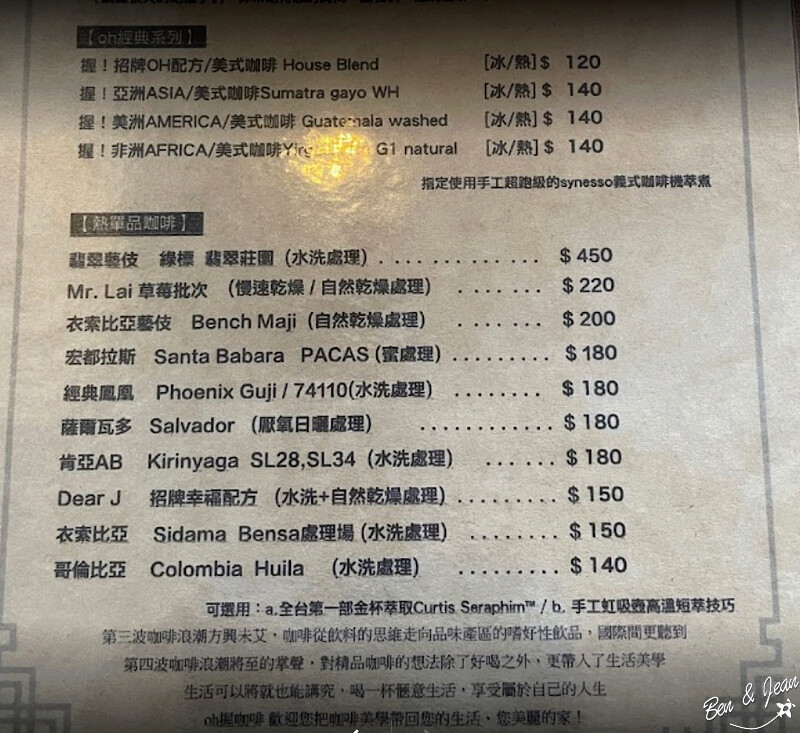 【oh經典系列】
握！招牌OH配方/美式咖啡 House Blend [冰/熱] $ 120
握！亞洲ASIA/美式咖啡Sumatra gayo WH [冰/熱] $ 140
握！美洲AMERICA/美式咖啡 Guatemala washed [冰/熱] $ 140
握！非洲AFRICA/美式咖啡 G1 natural [冰/熱] $ 140
指定使用手工超跑級的synesso義式咖啡機萃煮
【熱單品咖啡】
翡翠藝伎 綠標 翡翠莊園（水洗處理）. . . . . . . . . . . . . $ 450
Mr. Lai 草莓批次 （慢速乾燥 / 自然乾燥處理） . . . . . . . $ 220
衣索比亞藝伎 Bench Maji（自然乾燥處理） . . . . . . $ 200
宏都拉斯 Santa Babara PACAS (蜜處理) . . . . . . . . . $ 180
經典鳳凰 Phoenix Guji / 74110(水洗處理) . . . . . . . . $ 180
薩爾瓦多 Salvador （厭氧日曬處理） . . . . . . . . . . . . $ 180
肯亞AB Kirinyaga SL28,SL34（水洗處理） . . . . . . $ 180
Dear J 招牌幸福配方 （水洗+自然乾燥處理）. . . . . . . . . $ 150
衣索比亞 Sidama Bensa處理場 (水洗處理) . . . . . . . . $ 150
哥倫比亞 Colombia Huila （水洗處理） . . . . . . . . . $ 140
可選用：a.全台第一部金杯萃取Curtis Seraphim™ / b. 手工虹吸壺高溫短萃技巧
第三波咖啡浪潮方興未艾，咖啡從飲料的思維走向品味產區的嗜好性飲品，國際間更聽到
第四波咖啡浪潮將至的掌聲，對精品咖啡的想法除了好喝之外，更帶入了生活美學
生活可以將就也能講究，喝一杯愜意生活，享受屬於自己的人生
oh握咖啡 歡迎您把咖啡美學帶回您的生活、您美麗的家！
Ben & Jean